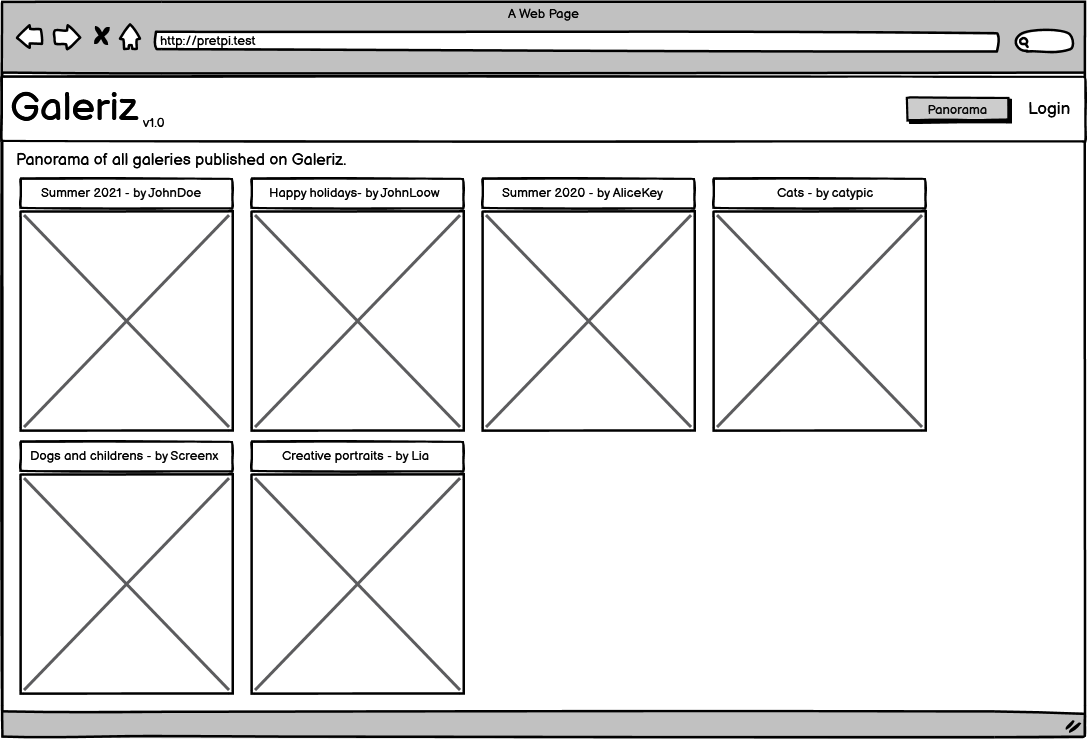 A Web Page
http://pretpi.test
Galeriz v1.0
Panorama
Login
Panorama of all galeries published on Galeriz.
Summer 2021 - by JohnDoe
Happy holidays- by JohnLoow
Summer 2020 - by AliceKey
Cats - by catypic
Dogs and childrens - by Screenx
Creative portraits - by Lia